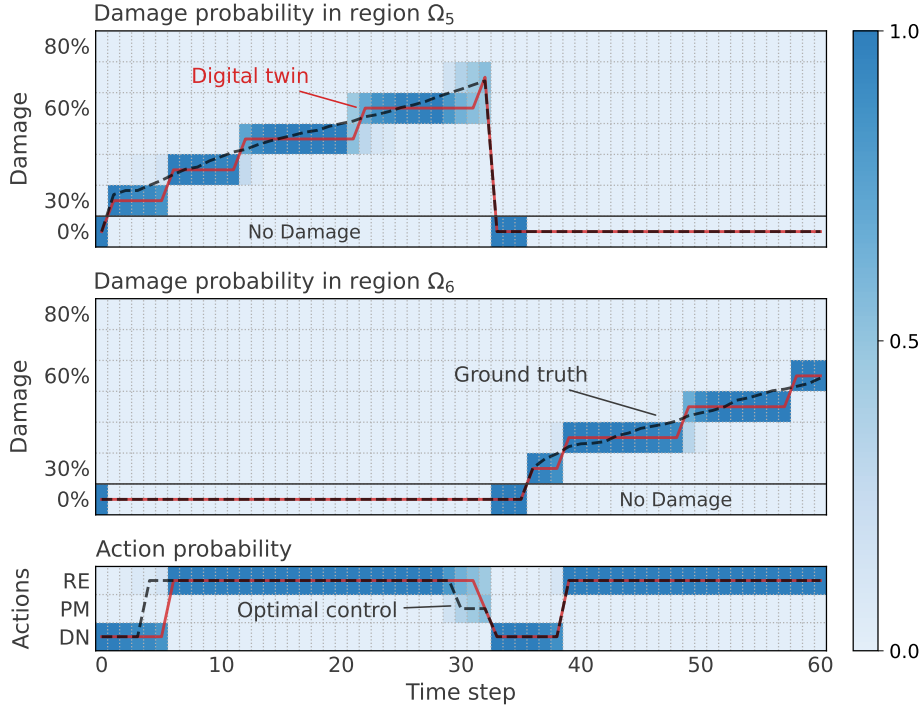 Damage probability in region Ω5
80%
60%
30%
0%
Damage
Digital twin
No Damage
Damage probability in region Ω6
80%
60%
30%
0%
Damage
Ground truth
No Damage
Action probability
RE
PM
DN
Actions
Optimal control
0 10 20 30 40 50 60
Time step
1.0
0.5
0.0